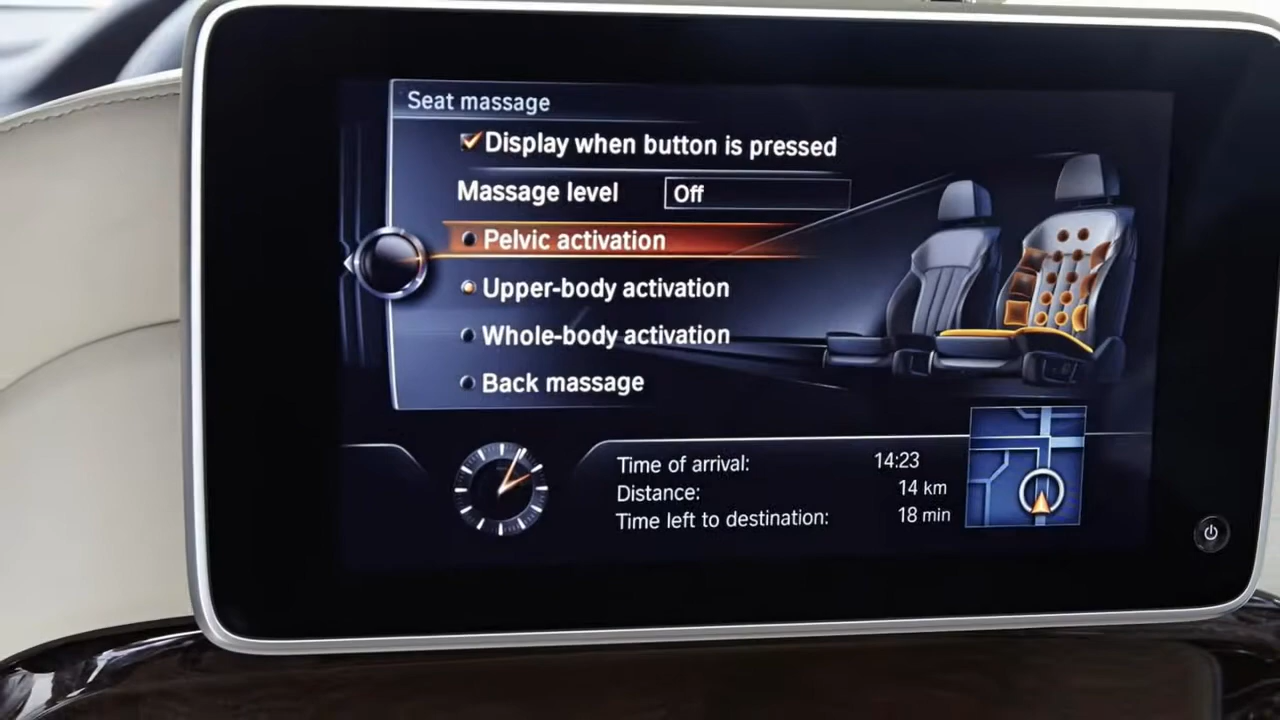 Seat massage
Display when button is pressed
Massage level Off
Pelvic activation
Upper-body activation
Whole-body activation
Back massage
Time of arrival: 14:23
Distance: 14 km
Time left to destination: 18 min